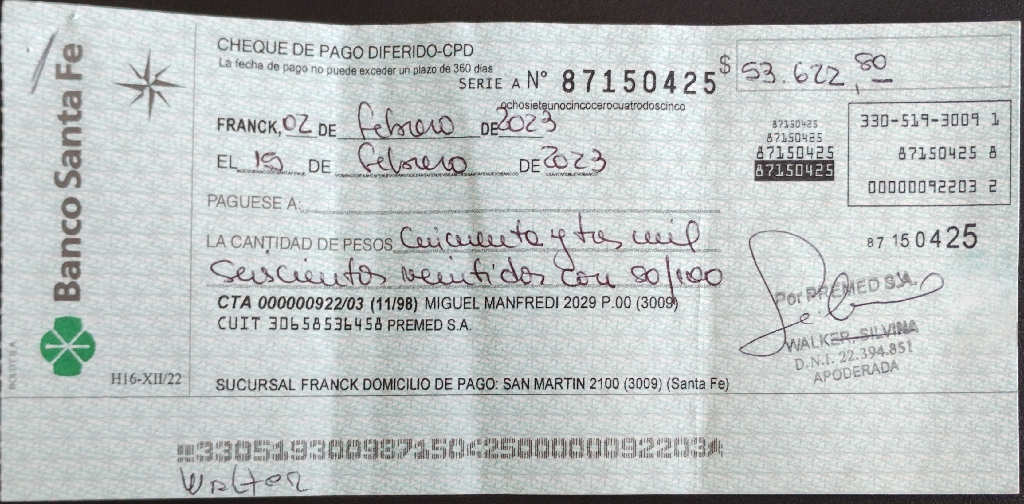 Banco Santa Fe
CHEQUE DE PAGO DIFERIDO-CPD
La fecha de pago no puede exceder un plazo de 360 dias
SERIE A N° 87150425
$ 53.622,80
ochosieteunocincocerocuatrodoscinco
FRANCK, 02 DE febrero DE 2023
EL 15 DE febrero DE 2023
87150425
87150425
87150425
87150425
330-519-3009 1
87150425 8
00000092203 2
PAGUESE A:
LA CANTIDAD DE PESOS Cincuenta y tres mil
seiscientos veintidos con 80/100
87 150425
CTA 000000922/03 (11/98) MIGUEL MANFREDI 2029 P.00 (3009)
CUIT 30658536458 PREMED S.A.
Por PREMED S.A.
WALKER, SILVINA
D.N.I. 22.394.851
APODERADA
H16-XII/22
SUCURSAL FRANCK DOMICILIO DE PAGO: SAN MARTIN 2100 (3009) (Santa Fe)
Walter